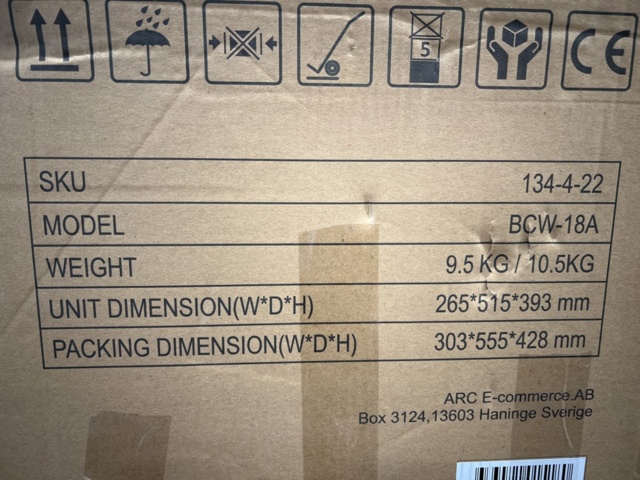 5
CE
SKU 134-4-22
MODEL BCW-18A
WEIGHT 9.5 KG / 10.5KG
UNIT DIMENSION(W*D*H) 265*515*393 mm
PACKING DIMENSION(W*D*H) 303*555*428 mm
ARC E-commerce.AB
Box 3124,13603 Haninge Sverige